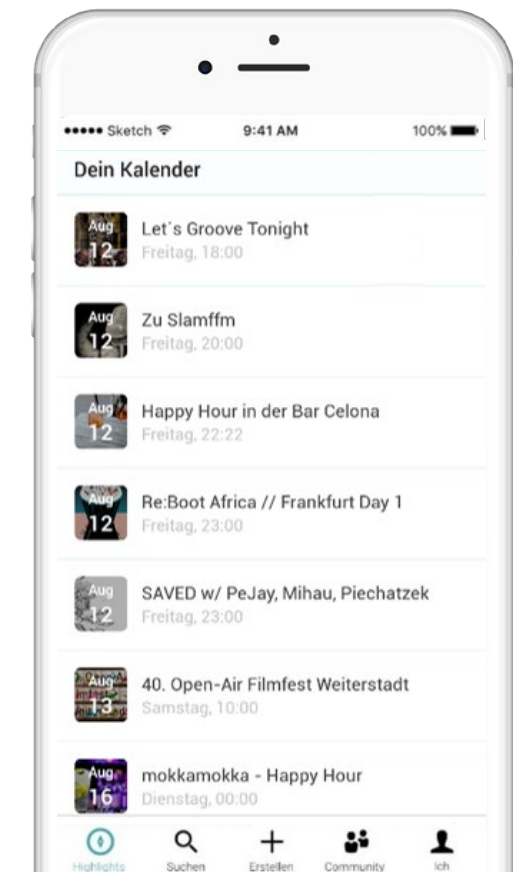 Sketch 9:41 AM 100%
Dein Kalender
Aug
12
Let´s Groove Tonight
Freitag, 18:00
Aug
12
Zu Slamffm
Freitag, 20:00
Aug
12
Happy Hour in der Bar Celona
Freitag, 22:22
Aug
12
Re:Boot Africa // Frankfurt Day 1
Freitag, 23:00
Aug
12
SAVED w/ PeJay, Mihau, Piechatzek
Freitag, 23:00
Aug
13
40. Open-Air Filmfest Weiterstadt
Samstag, 10:00
Aug
16
mokkamokka - Happy Hour
Dienstag, 00:00
Highlights Suchen Erstellen Community Ich